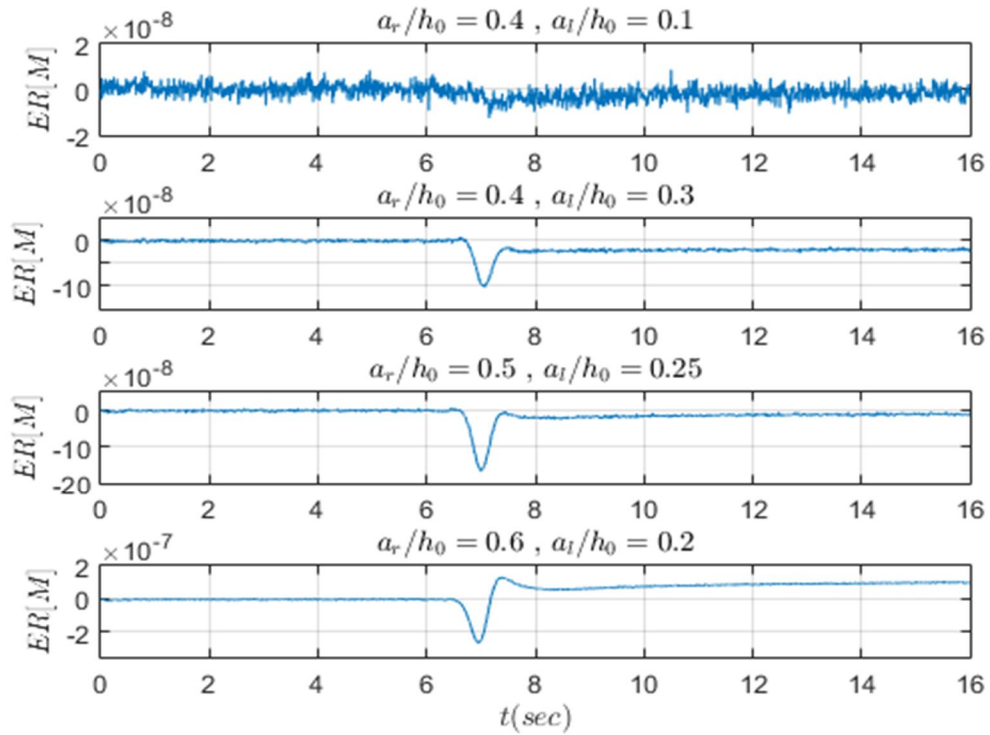 ×10⁻⁸ a_r/h_0 = 0.4 , a_l/h_0 = 0.1
ER[M]
2
0
-2
0 2 4 6 8 10 12 14 16
×10⁻⁸ a_r/h_0 = 0.4 , a_l/h_0 = 0.3
ER[M]
0
-10
0 2 4 6 8 10 12 14 16
×10⁻⁸ a_r/h_0 = 0.5 , a_l/h_0 = 0.25
ER[M]
0
-10
-20
0 2 4 6 8 10 12 14 16
×10⁻⁷ a_r/h_0 = 0.6 , a_l/h_0 = 0.2
ER[M]
2
0
-2
0 2 4 6 8 10 12 14 16
t(sec)